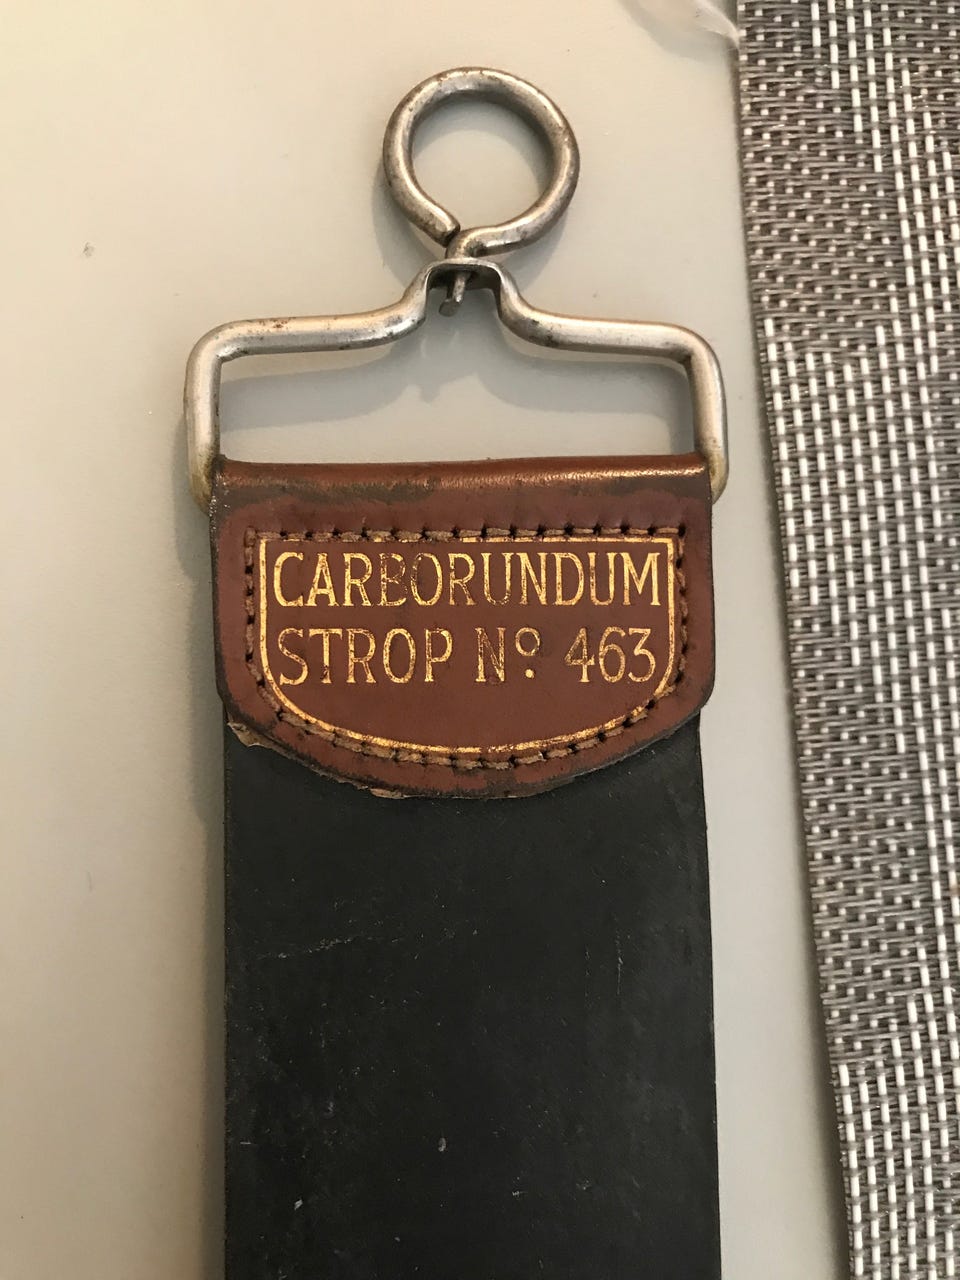 CARBORUNDUM
STROP Nº. 463